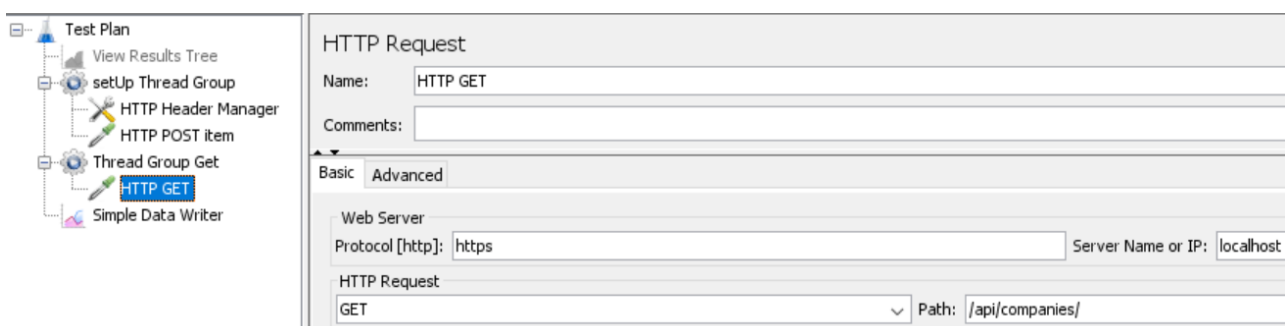 Test Plan
View Results Tree
setUp Thread Group
HTTP Header Manager
HTTP POST item
Thread Group Get
HTTP GET
Simple Data Writer
HTTP Request
Name: HTTP GET
Comments:
Basic Advanced
Web Server
Protocol [http]: https Server Name or IP: localhost
HTTP Request
GET Path: /api/companies/